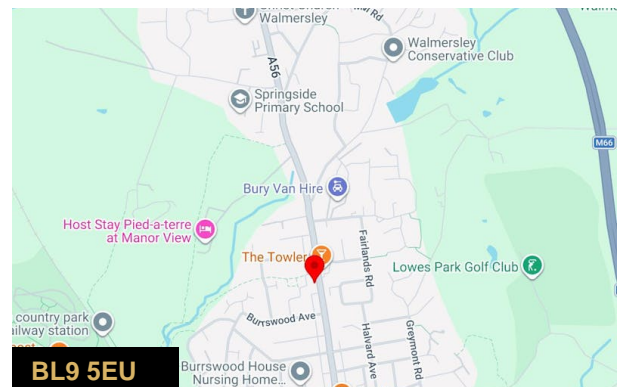 Walmersley
Rd
A56
Walmersley
Conservative Club
Springside
Primary School
M66
Bury Van Hire
Host Stay Pied-a-terre
at Manor View
The Towler
Fairlands Rd
Lowes Park Golf Club
country park
ailway station
Burrswood Ave
Halvard Ave
Greymont Rd
Burrswood House
Nursing Home...
BL9 5EU